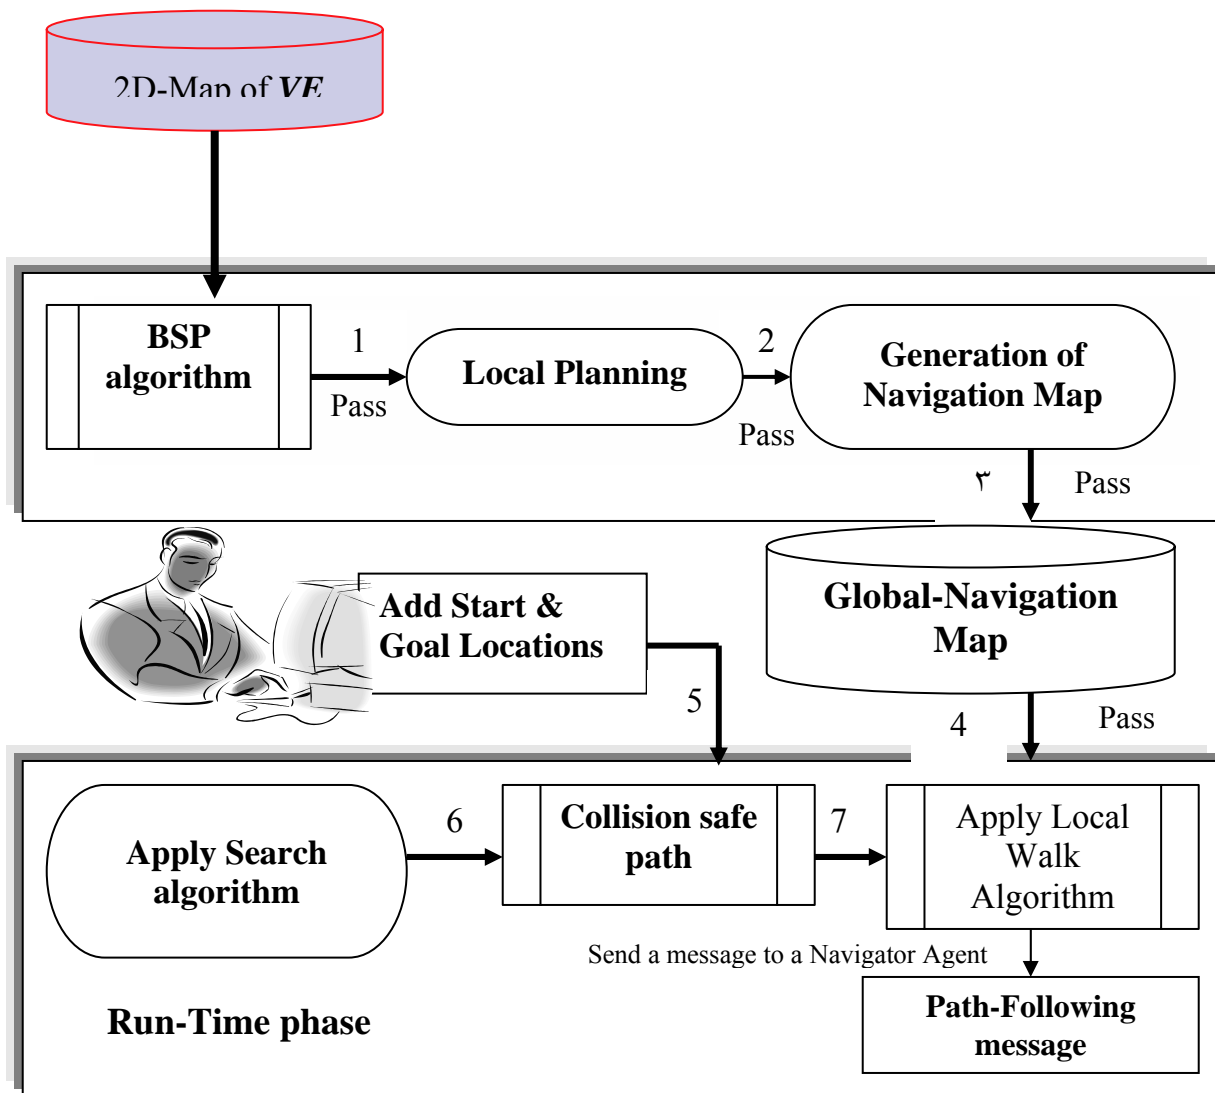 2D-Map of VE
BSP
algorithm
1
Pass
Local Planning
2
Pass
Generation of
Navigation Map
٣
Pass
Add Start &
Goal Locations
Global-Navigation
Map
5
4
Pass
Apply Search
algorithm
6
Collision safe
path
7
Apply Local
Walk
Algorithm
Send a message to a Navigator Agent
Path-Following
message
Run-Time phase